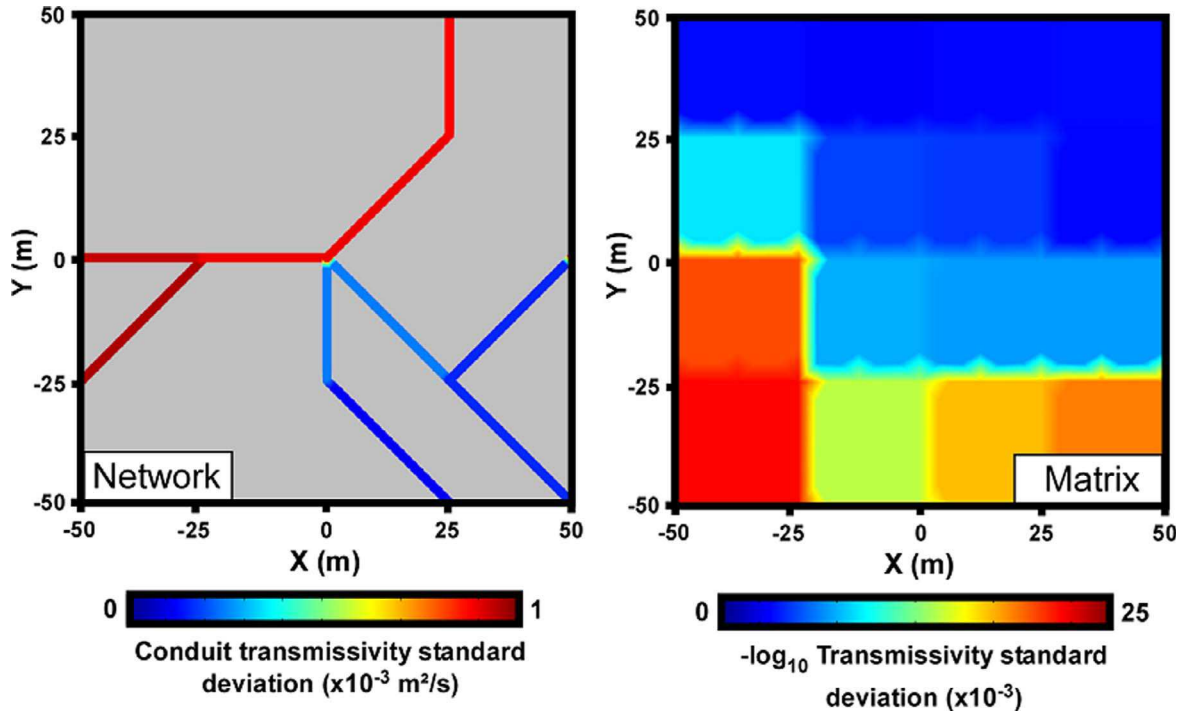 50
25
0
-25
-50
Y (m)
Network
-50
-25
0
25
50
X (m)
0
1
Conduit transmissivity standard
deviation (x10⁻³ m²/s)
50
25
0
-25
-50
Y (m)
Matrix
-50
-25
0
25
50
X (m)
0
25
-log₁₀ Transmissivity standard
deviation (x10⁻³)